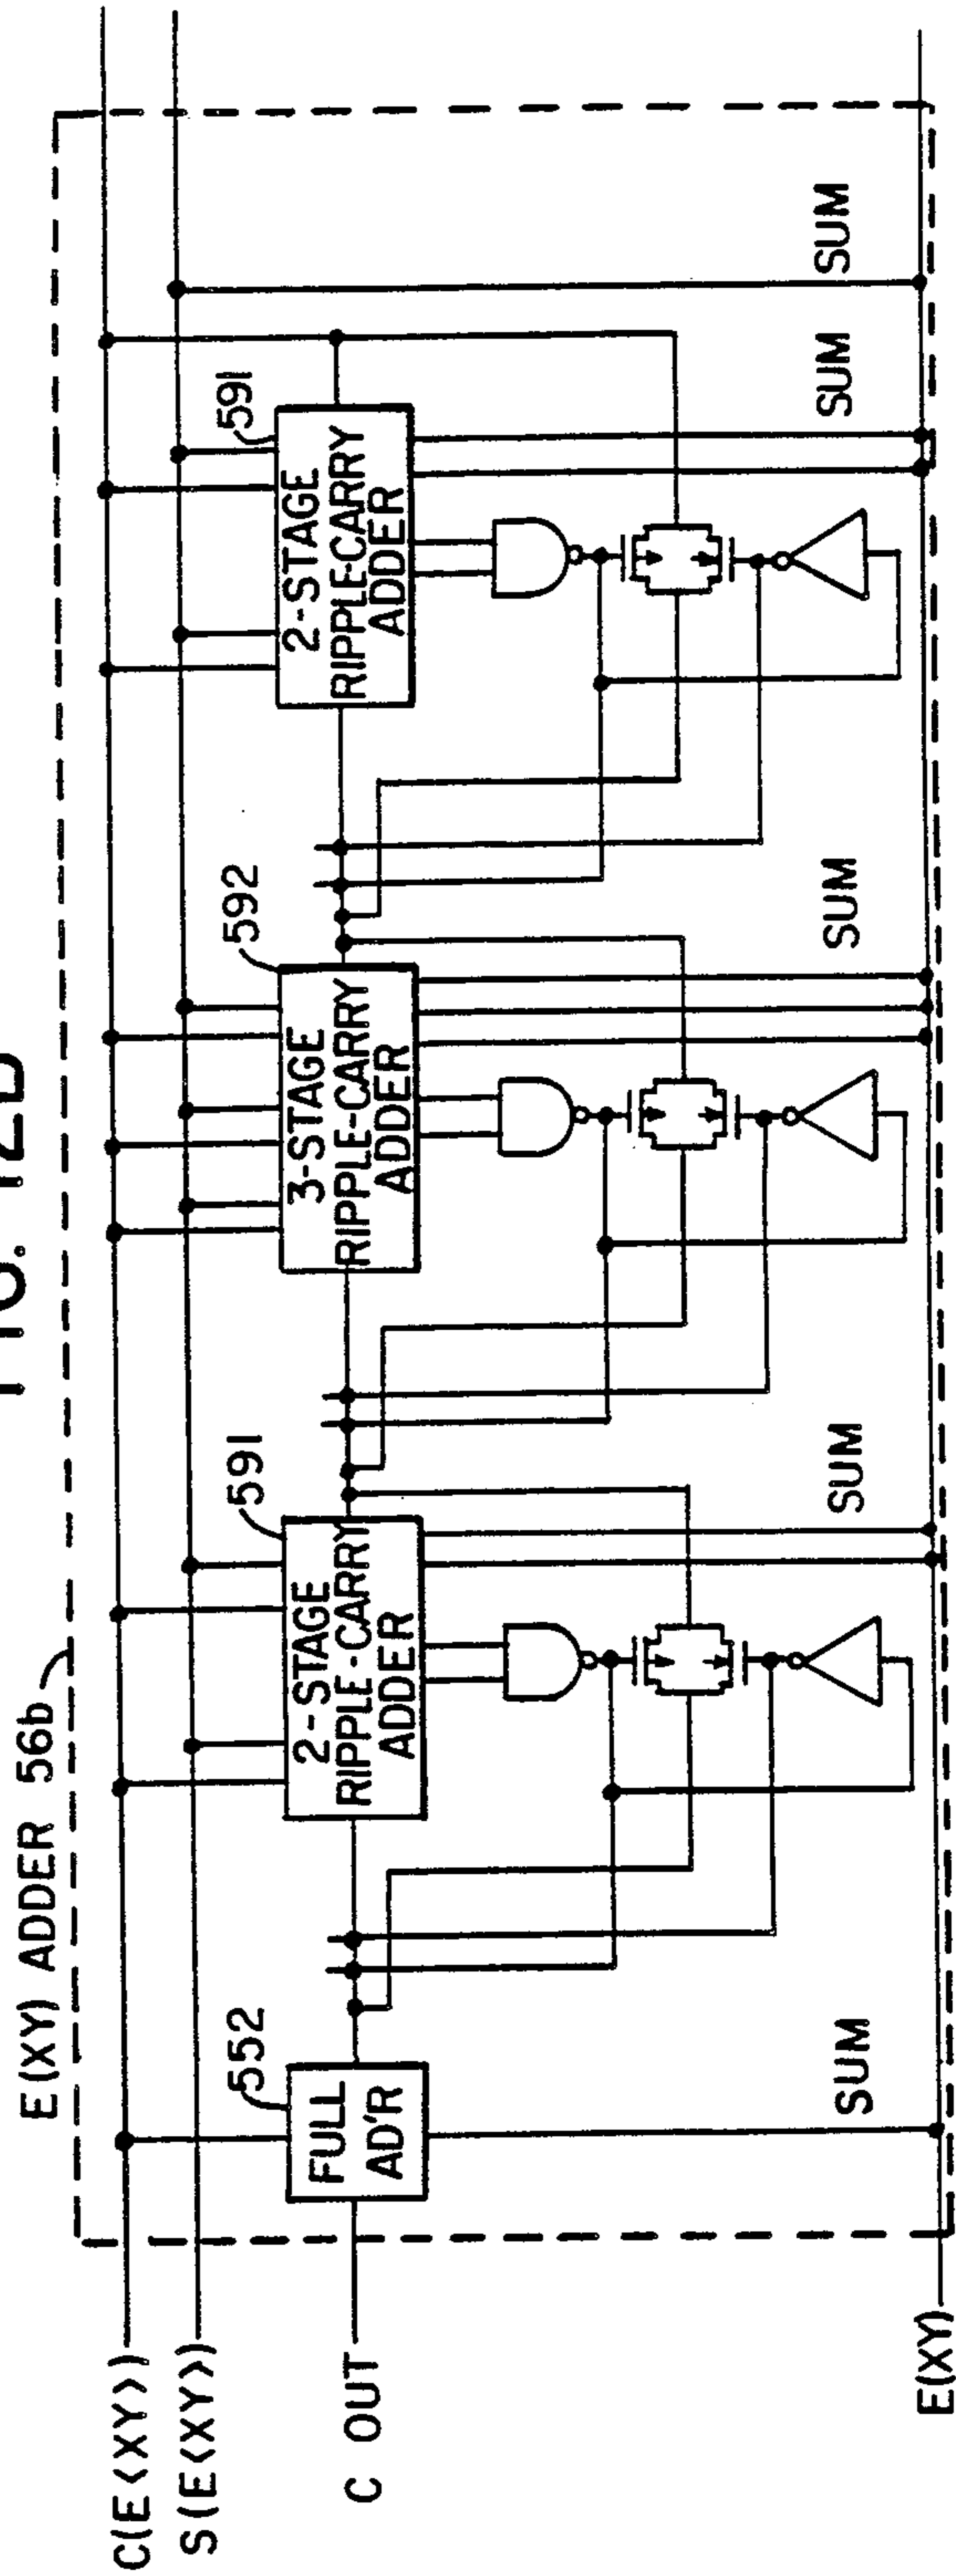 FIG. 12B
E(XY) ADDER 56b
C(E<XY>)
S(E<XY>)
C OUT
E(XY)
552
FULL
AD'R
SUM
591
2-STAGE
RIPPLE-CARRY
ADDER
SUM
592
3-STAGE
RIPPLE-CARRY
ADDER
SUM
591
2-STAGE
RIPPLE-CARRY
ADDER
SUM
SUM